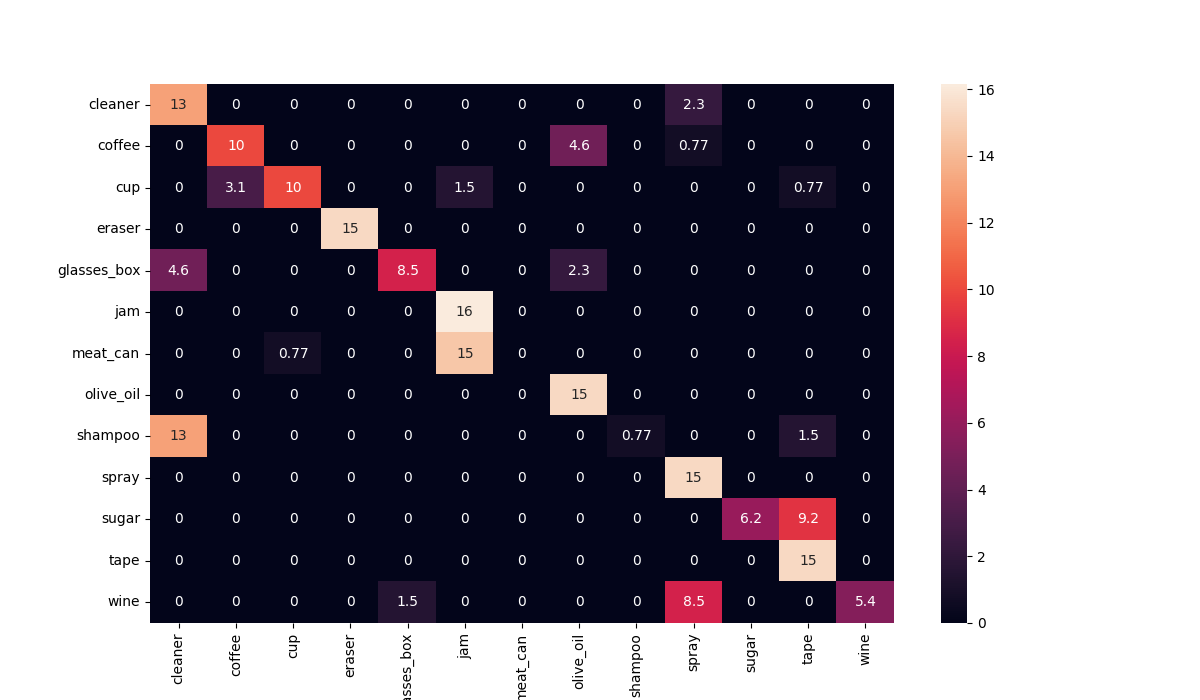 cleaner 13 0 0 0 0 0 0 0 0 2.3 0 0 0
coffee 0 10 0 0 0 0 0 4.6 0 0.77 0 0 0
cup 0 3.1 10 0 0 1.5 0 0 0 0 0 0.77 0
eraser 0 0 0 15 0 0 0 0 0 0 0 0 0
glasses_box 4.6 0 0 0 8.5 0 0 2.3 0 0 0 0 0
jam 0 0 0 0 0 16 0 0 0 0 0 0 0
meat_can 0 0 0.77 0 0 15 0 0 0 0 0 0 0
olive_oil 0 0 0 0 0 0 0 15 0 0 0 0 0
shampoo 13 0 0 0 0 0 0 0 0.77 0 0 1.5 0
spray 0 0 0 0 0 0 0 0 0 15 0 0 0
sugar 0 0 0 0 0 0 0 0 0 0 6.2 9.2 0
tape 0 0 0 0 0 0 0 0 0 0 0 15 0
wine 0 0 0 0 1.5 0 0 0 0 8.5 0 0 5.4
cleaner
coffee
cup
eraser
asses_box
jam
meat_can
olive_oil
shampoo
spray
sugar
tape
wine
16
14
12
10
8
6
4
2
0